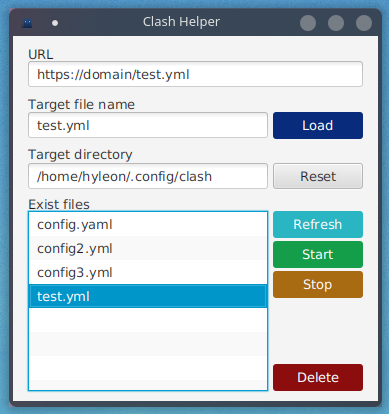 Clash Helper
URL
https://domain/test.yml
Target file name
test.yml
Load
Target directory
/home/hyleon/.config/clash
Reset
Exist files
config.yaml
config2.yml
config3.yml
test.yml
Refresh
Start
Stop
Delete